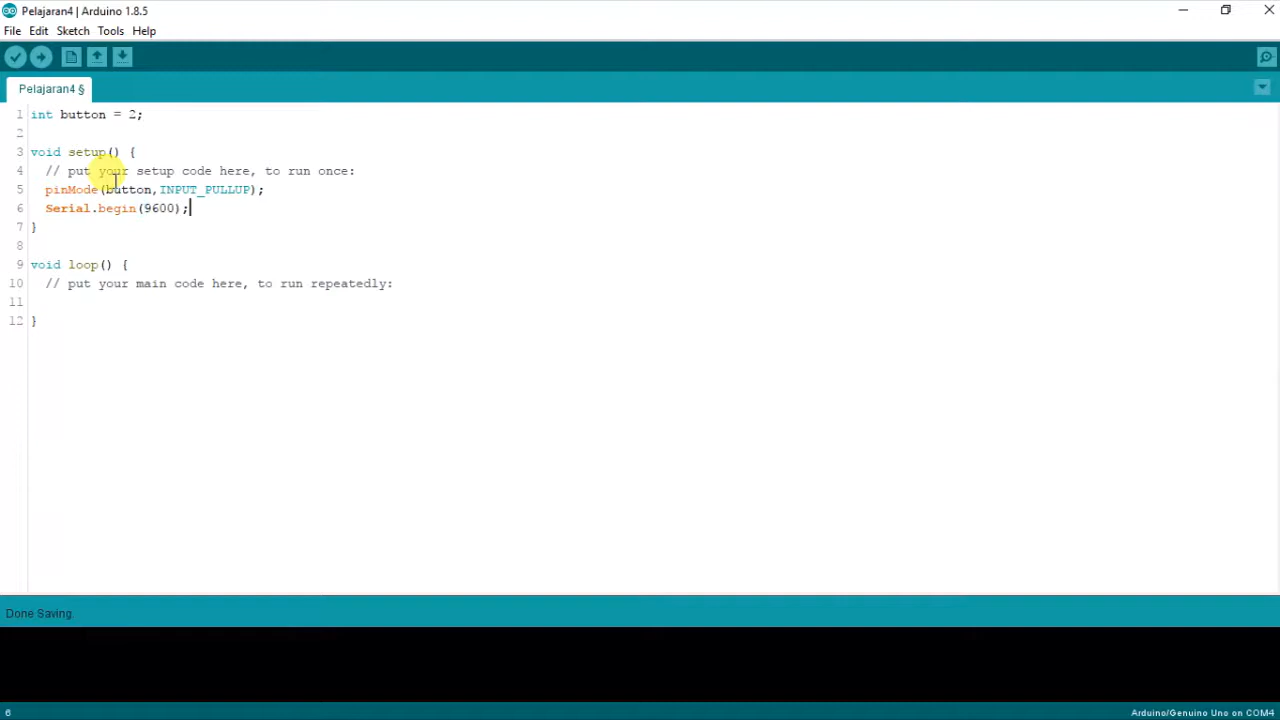 Pelajaran4 | Arduino 1.8.5
File Edit Sketch Tools Help
Pelajaran4 §
1 int button = 2;
2
3 void setup() {
4 // put your setup code here, to run once:
5 pinMode(button,INPUT_PULLUP);
6 Serial.begin(9600);
7 }
8
9 void loop() {
10 // put your main code here, to run repeatedly:
11
12 }
Done Saving.
6 Arduino/Genuino Uno on COM4